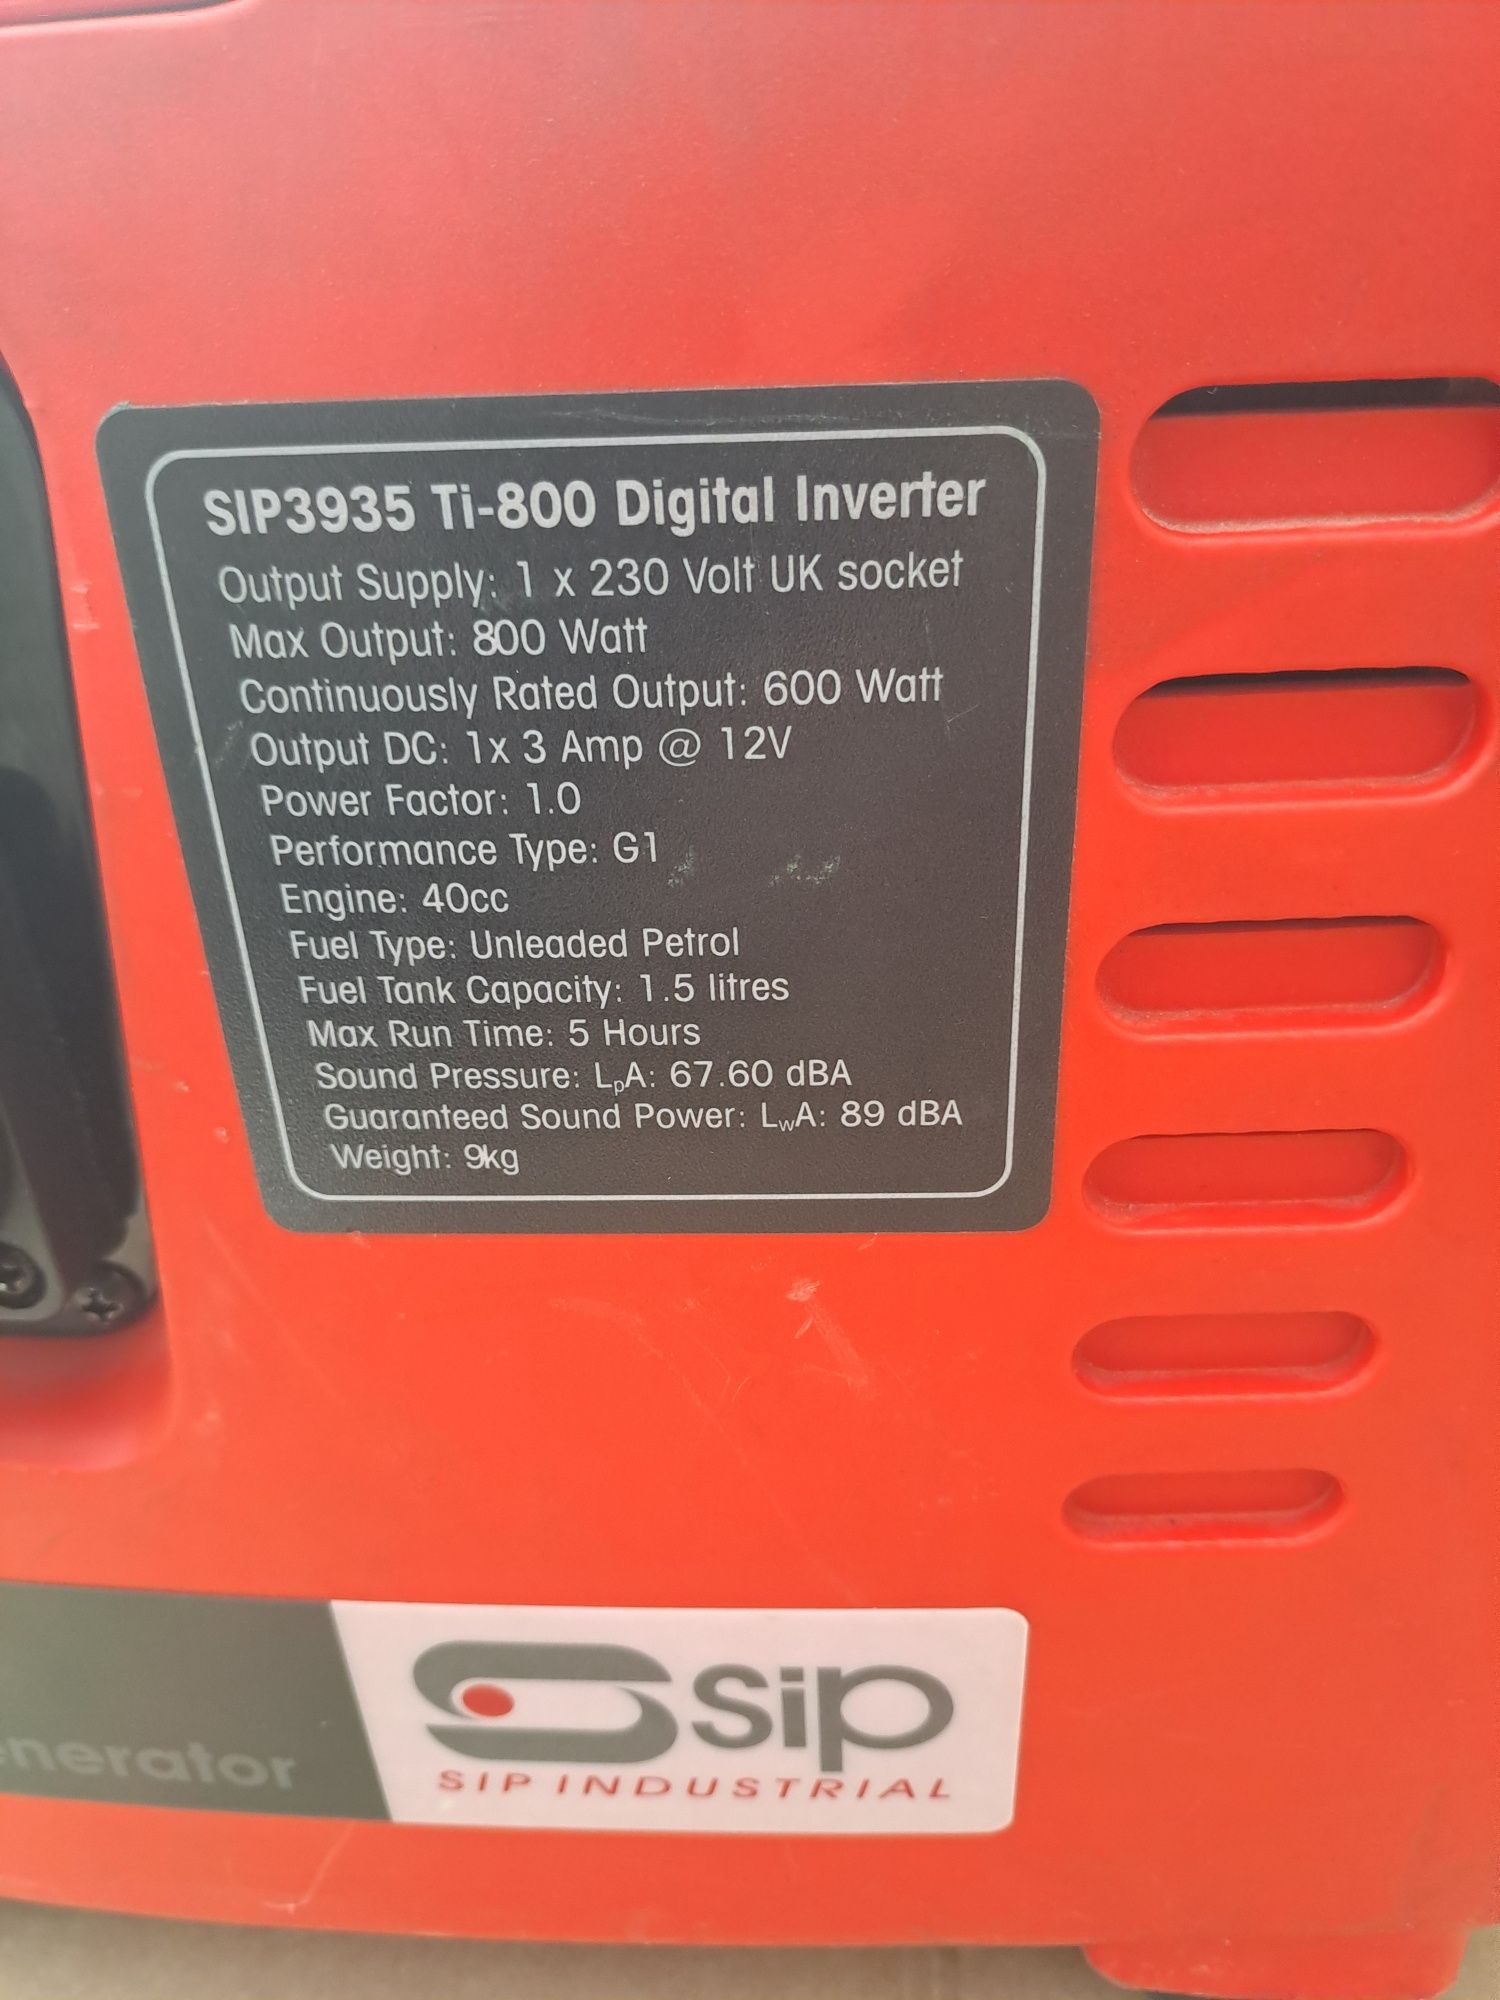 SIP3935 Ti-800 Digital Inverter
Output Supply: 1 x 230 Volt UK socket
Max Output: 800 Watt
Continuously Rated Output: 600 Watt
Output DC: 1x 3 Amp @ 12V
Power Factor: 1.0
Performance Type: G1
Engine: 40cc
Fuel Type: Unleaded Petrol
Fuel Tank Capacity: 1.5 litres
Max Run Time: 5 Hours
Sound Pressure: LpA: 67.60 dBA
Guaranteed Sound Power: LwA: 89 dBA
Weight: 9kg
sip
enerator
SIP INDUSTRIAL